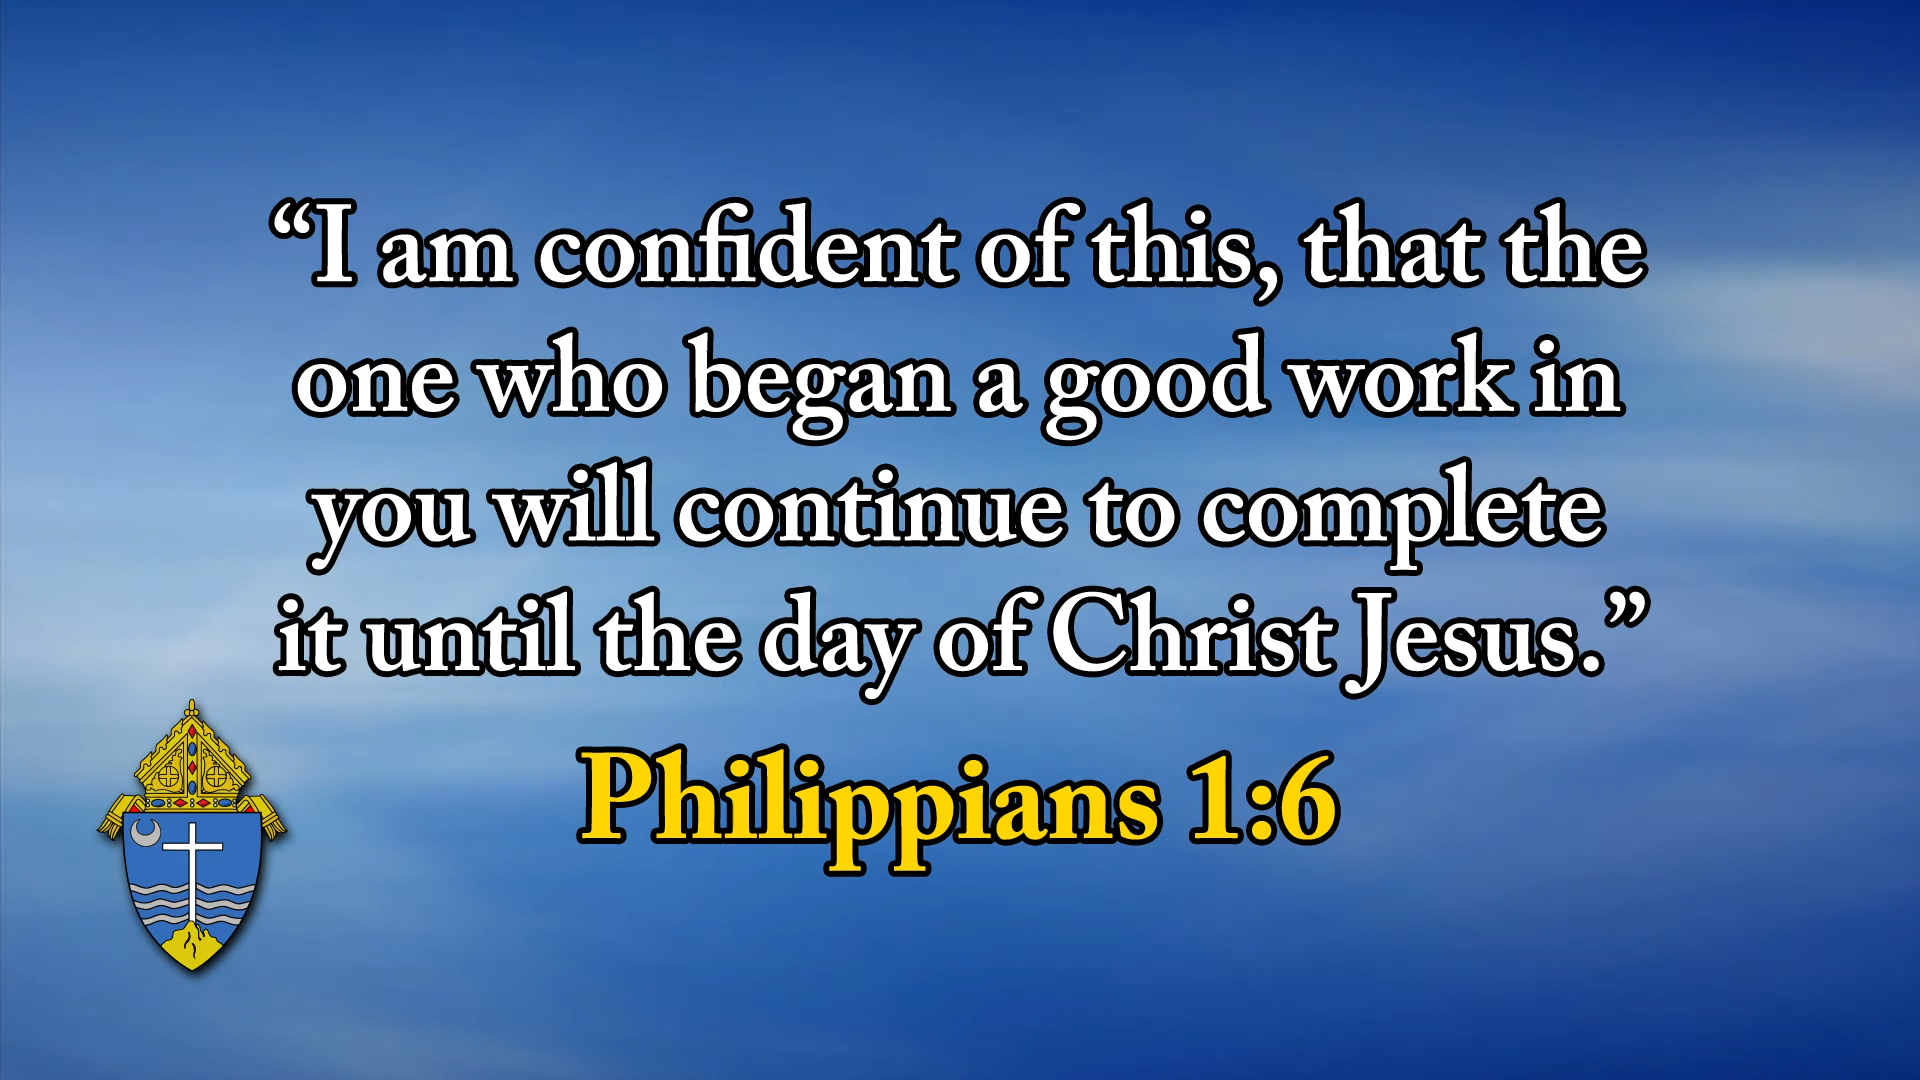 “I am confident of this, that the
one who began a good work in
you will continue to complete
it until the day of Christ Jesus.”
Philippians 1:6